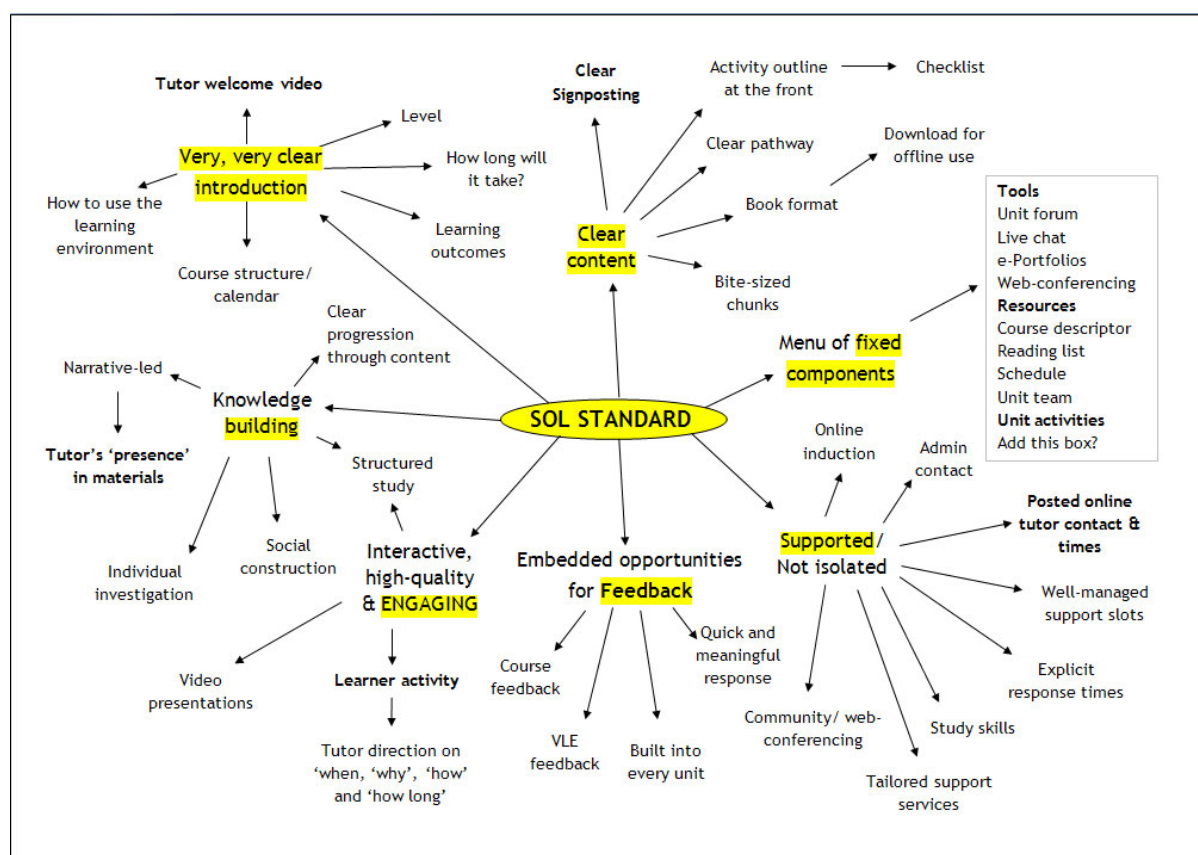 Tutor welcome video
Level
Very, very clear
introduction
How long will
it take?
How to use the
learning
environment
Learning
outcomes
Course structure/
calendar
Clear
Signposting
Activity outline
at the front
Checklist
Clear pathway
Download for
offline use
Book format
Clear
content
Bite-sized
chunks
Menu of fixed
components
Tools
Unit forum
Live chat
e-Portfolios
Web-conferencing
Resources
Course descriptor
Reading list
Schedule
Unit team
Unit activities
Add this box?
Clear
progression
through content
Narrative-led
Knowledge
building
Tutor’s ‘presence’
in materials
Structured
study
Individual
investigation
Social
construction
SOL STANDARD
Interactive,
high-quality
& ENGAGING
Video
presentations
Learner activity
Tutor direction on
‘when, ‘why’, ‘how’
and ‘how long’
Embedded opportunities
for Feedback
Course
feedback
Quick and
meaningful
response
VLE
feedback
Built into
every unit
Online
induction
Admin
contact
Supported/
Not isolated
Posted online
tutor contact &
times
Well-managed
support slots
Explicit
response times
Study skills
Community/ web-
conferencing
Tailored support
services